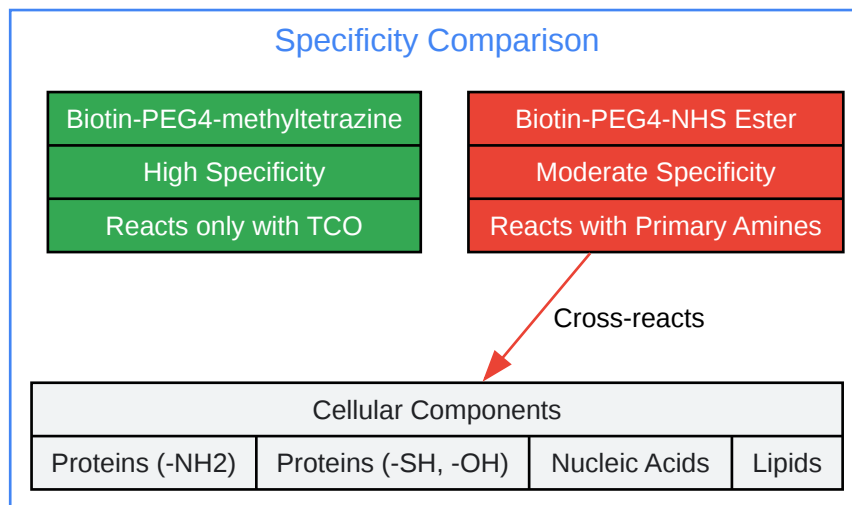 Specificity Comparison
Biotin-PEG4-methyltetrazine
High Specificity
Reacts only with TCO
Biotin-PEG4-NHS Ester
Moderate Specificity
Reacts with Primary Amines
Cross-reacts
Cellular Components
Proteins (-NH2)
Proteins (-SH, -OH)
Nucleic Acids
Lipids